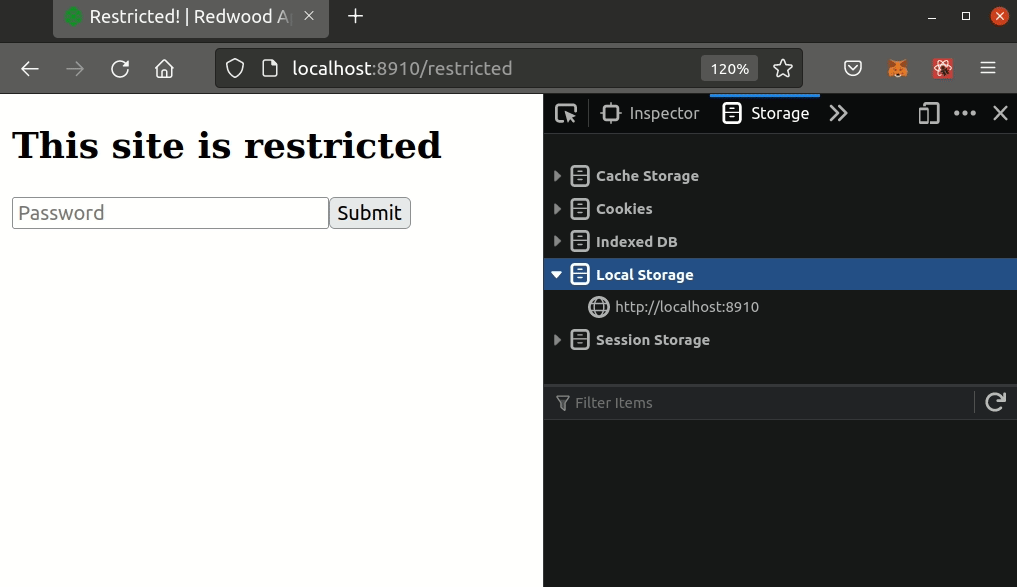 Restricted! | Redwood A
localhost:8910/restricted
120%
This site is restricted
Password
Submit
Inspector
Storage
Cache Storage
Cookies
Indexed DB
Local Storage
http://localhost:8910
Session Storage
Filter Items